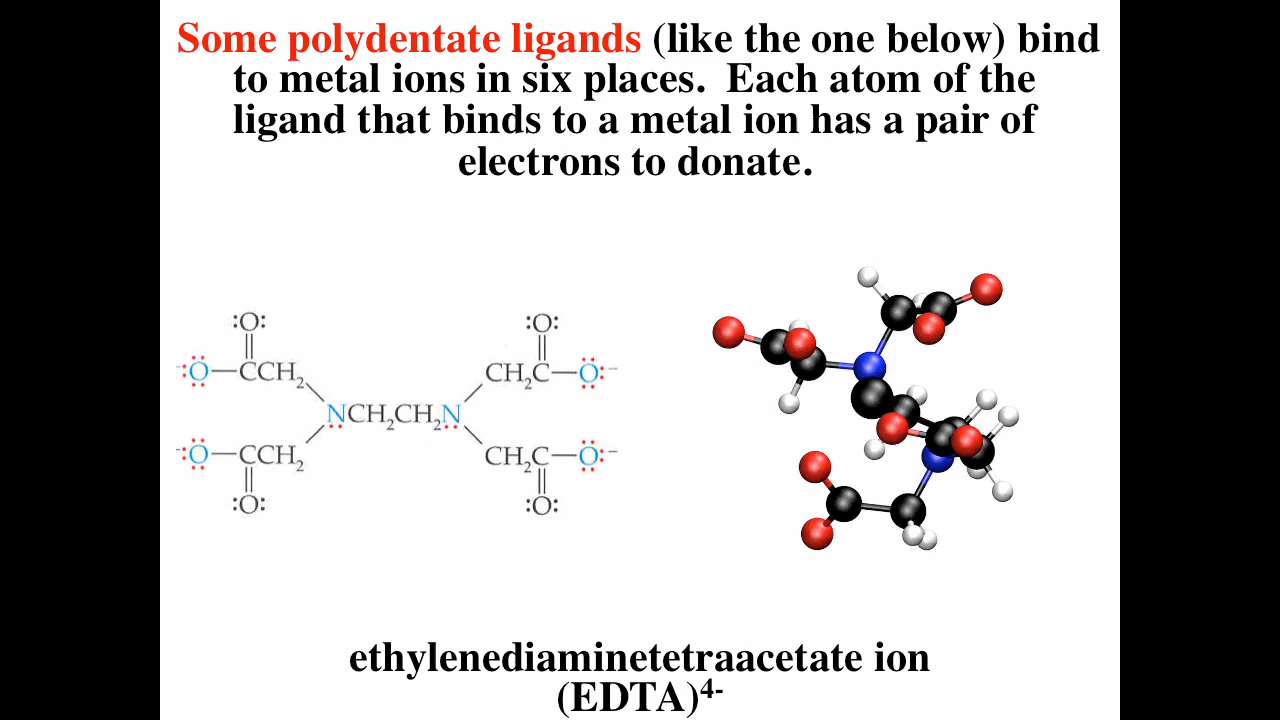 Some polydentate ligands (like the one below) bind
to metal ions in six places.  Each atom of the
ligand that binds to a metal ion has a pair of
electrons to donate.
:O: :O:
⁻:O—CCH₂ CH₂C—O:⁻
NCH₂CH₂N
⁻:O—CCH₂ CH₂C—O:⁻
:O: :O:
ethylenediaminetetraacetate ion
(EDTA)⁴⁻